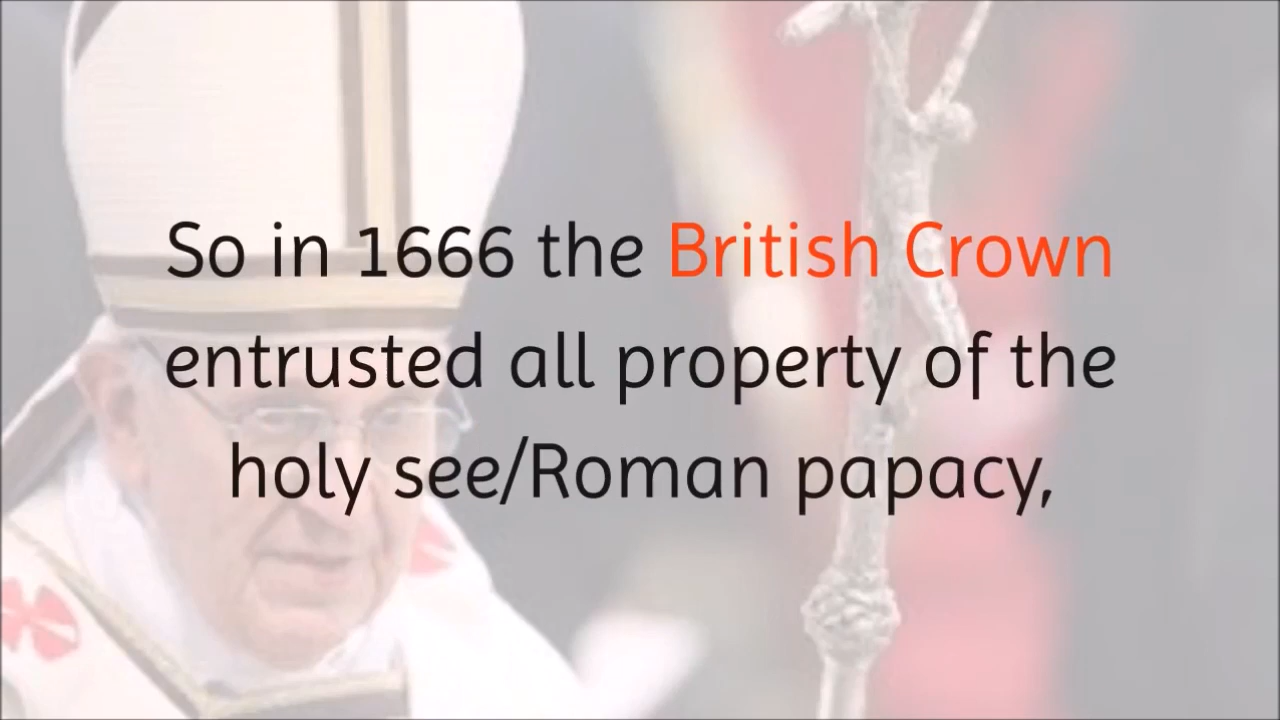 So in 1666 the British Crown
entrusted all property of the
holy see/Roman papacy,